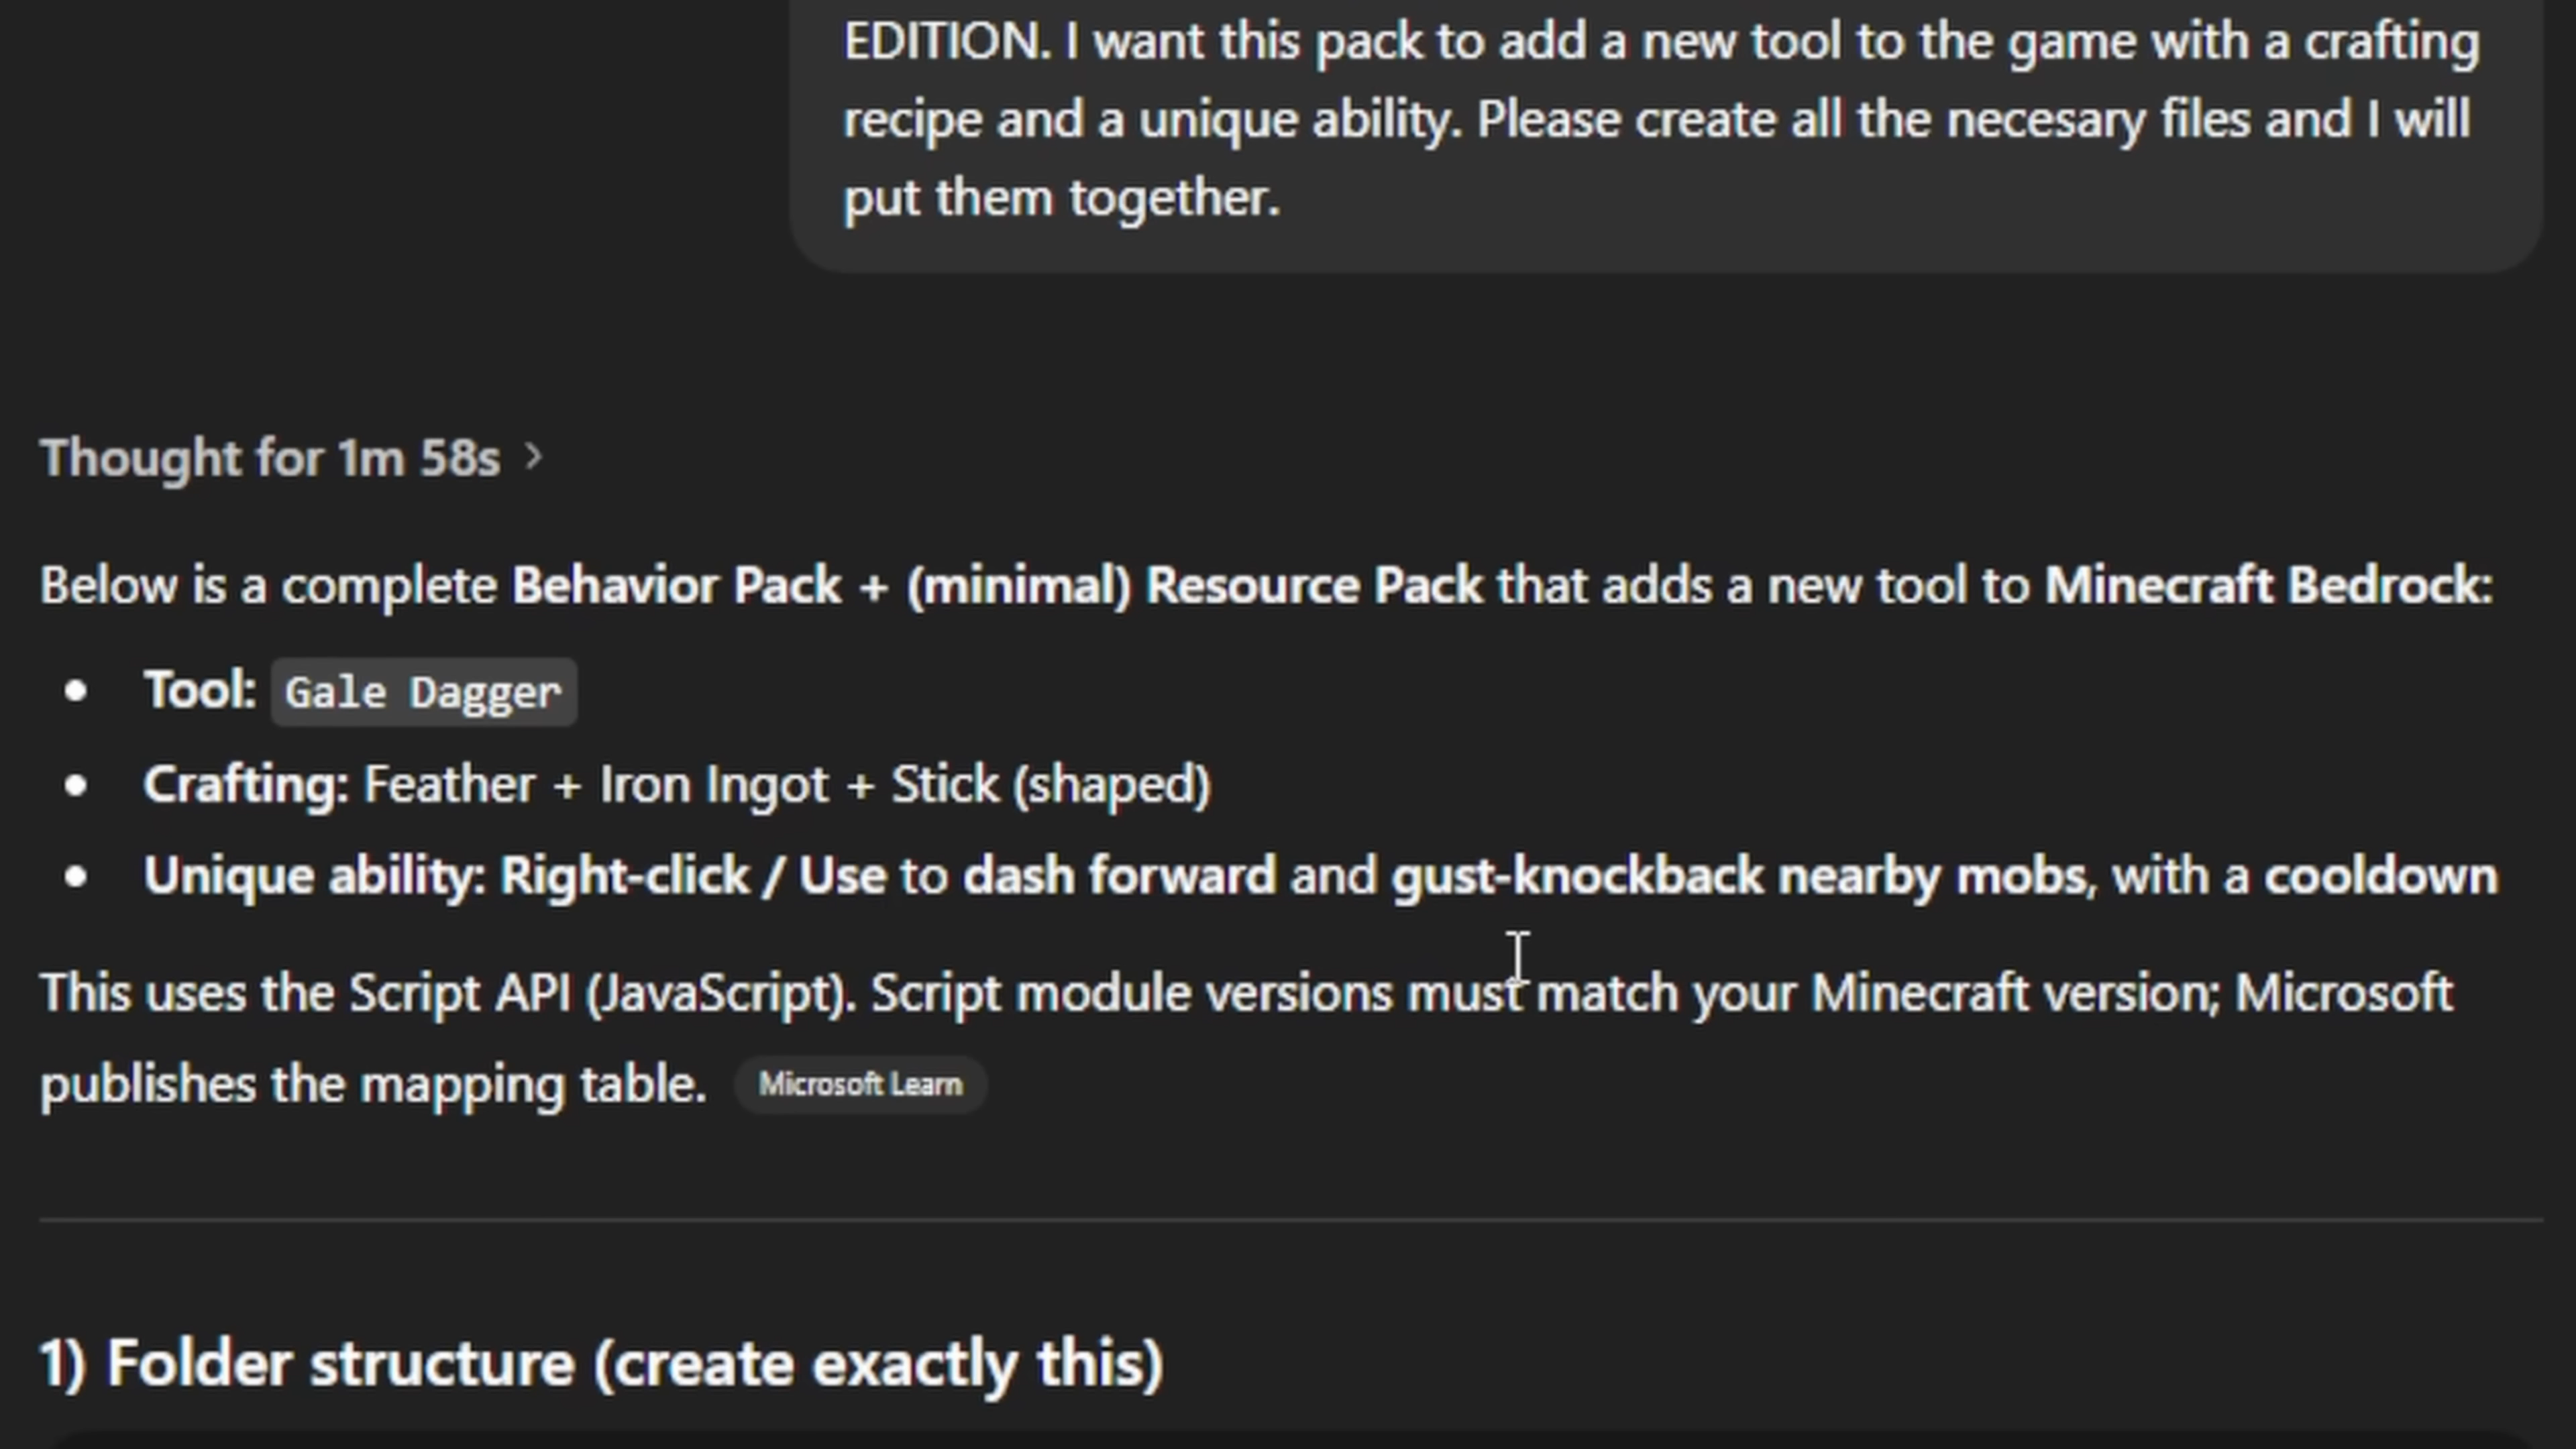 EDITION. I want this pack to add a new tool to the game with a crafting
recipe and a unique ability. Please create all the necesary files and I will
put them together.
Thought for 1m 58s >
Below is a complete Behavior Pack + (minimal) Resource Pack that adds a new tool to Minecraft Bedrock:
• Tool: Gale Dagger
• Crafting: Feather + Iron Ingot + Stick (shaped)
• Unique ability: Right-click / Use to dash forward and gust-knockback nearby mobs, with a cooldown
This uses the Script API (JavaScript). Script module versions must match your Minecraft version; Microsoft
publishes the mapping table. Microsoft Learn
1) Folder structure (create exactly this)